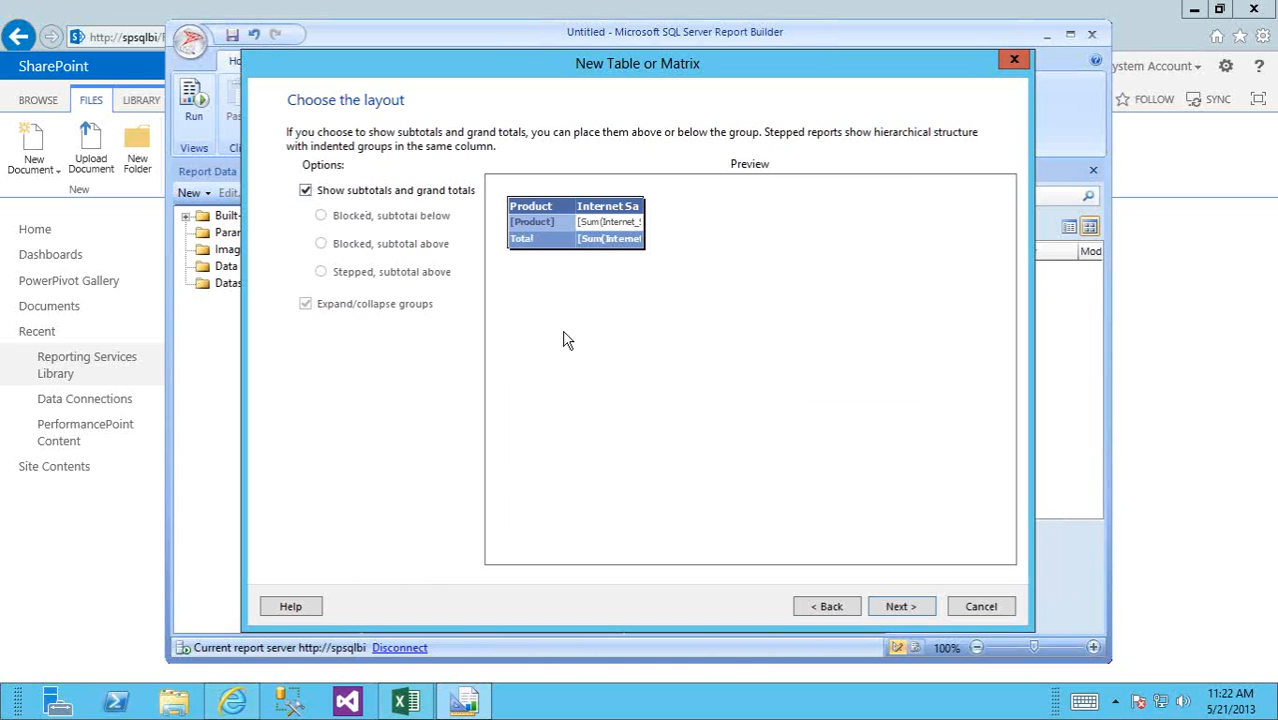 Untitled - Microsoft SQL Server Report Builder
http://spsqlbi/
SharePoint
System Account
BROWSE FILES LIBRARY
FOLLOW SYNC
New Document
Upload Document
New Folder
New
Home
Dashboards
PowerPivot Gallery
Documents
Recent
Reporting Services
Library
Data Connections
PerformancePoint
Content
Site Contents
Run
Views
Report Data
New Edit
Mod
New Table or Matrix
Choose the layout
If you choose to show subtotals and grand totals, you can place them above or below the group. Stepped reports show hierarchical structure
with indented groups in the same column.
Options:
Preview
Show subtotals and grand totals
Blocked, subtotal below
Blocked, subtotal above
Stepped, subtotal above
Expand/collapse groups
Product Internet Sa
[Product] [Sum(Internet_
Total [Sum(Internet
Help < Back Next > Cancel
Current report server http://spsqlbi Disconnect
100%
11:22 AM
5/21/2013